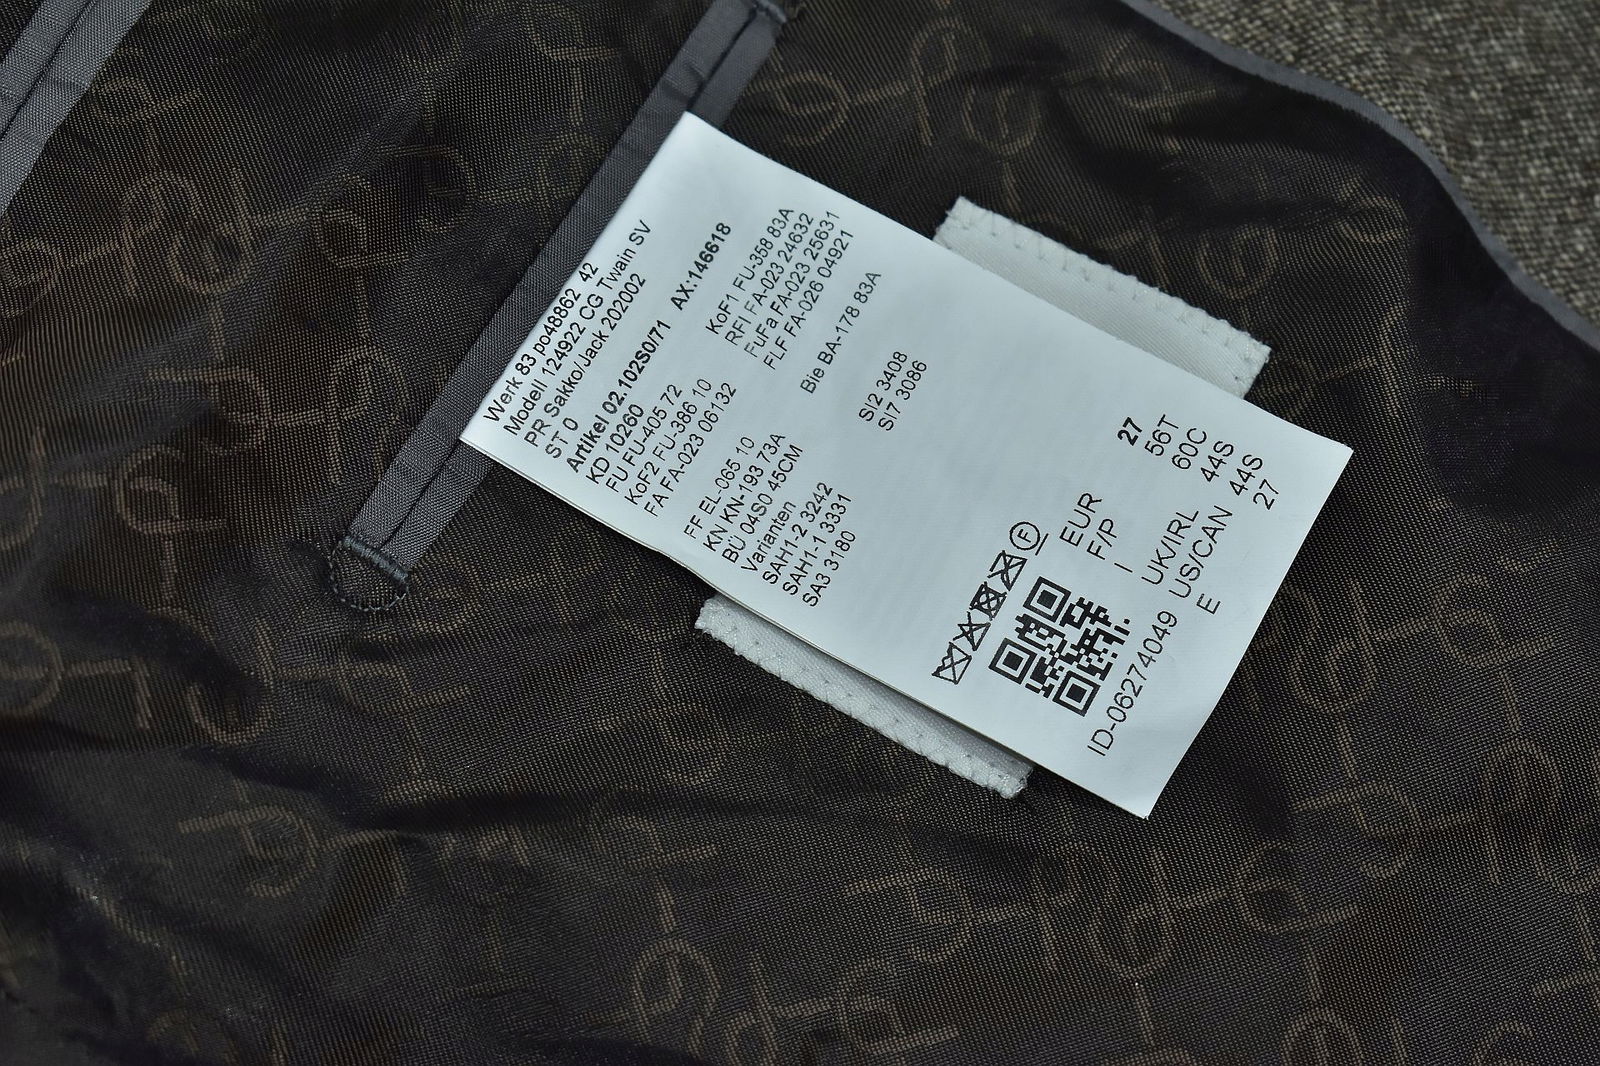 Werk 83 po48862 42
Modell 124922 CG Twain SV
PR Sakko/Jack 202002
ST 0
Artikel 02.102S0/71 AX:146618
KD 10260
FU FU-405 72 KoF1 FU-358 83A
KoF2 FU-386 10 RFI FA-023 24632
FA FA-023 06132 FuFa FA-023 25631
FLF FA-026 04921
FF EL-065 10
KN KN-193 73A Bie BA-178 83A
BÜ 04S0 45CM
Varianten
SAH1-2 3242 SI2 3408
SAH1-1 3331 SI7 3086
SA3 3180
F
EUR 27
F/P 56T
I 60C
UK/IRL 44S
US/CAN 44S
E 27
ID-06274049